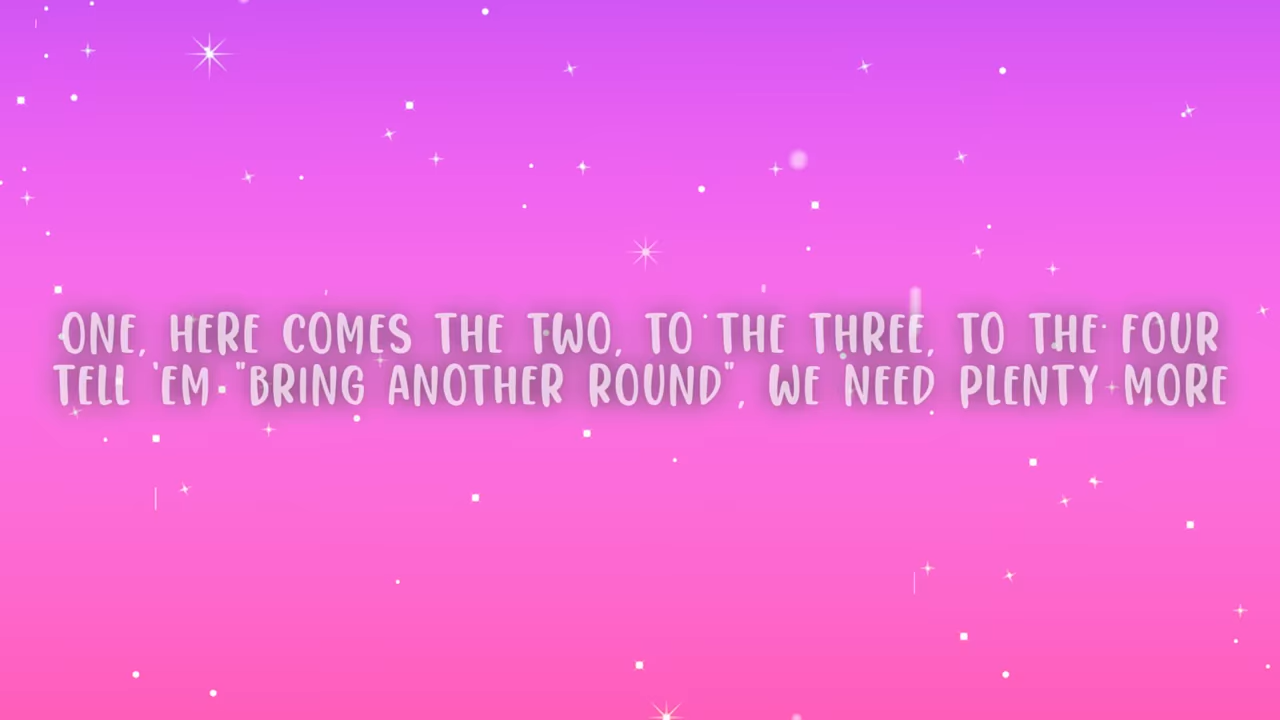 ONE, HERE COMES THE TWO, TO THE THREE, TO THE FOUR
TELL 'EM "BRING ANOTHER ROUND", WE NEED PLENTY MORE